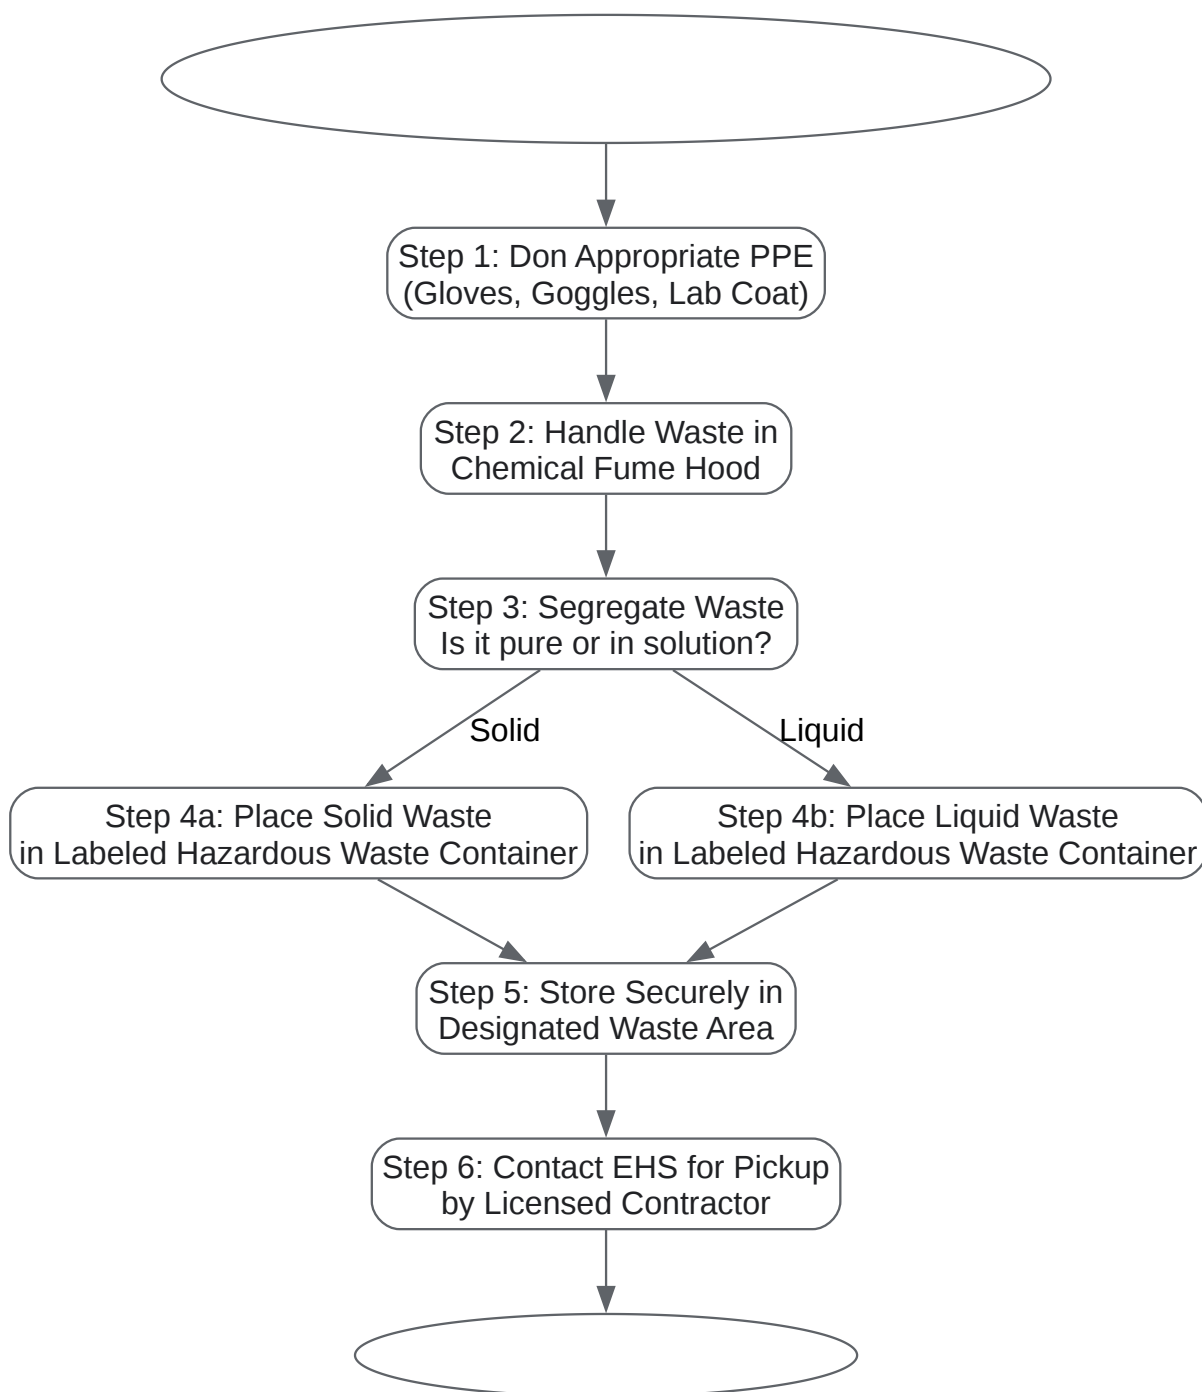 Step 1: Don Appropriate PPE
(Gloves, Goggles, Lab Coat)
Step 2: Handle Waste in
Chemical Fume Hood
Step 3: Segregate Waste
Is it pure or in solution?
Solid
Liquid
Step 4a: Place Solid Waste
in Labeled Hazardous Waste Container
Step 4b: Place Liquid Waste
in Labeled Hazardous Waste Container
Step 5: Store Securely in
Designated Waste Area
Step 6: Contact EHS for Pickup
by Licensed Contractor